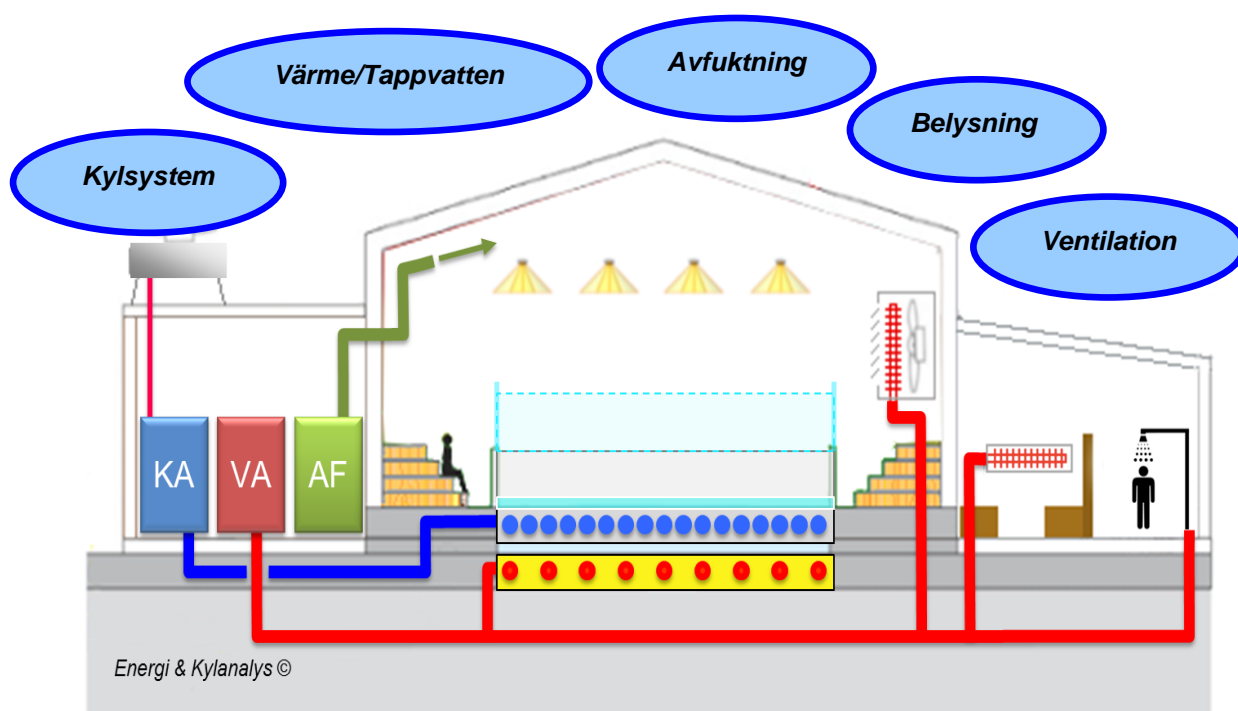 Värme/Tappvatten
Avfuktning
Belysning
Kylsystem
Ventilation
KA
VA
AF
Energi & Kylanalys ©